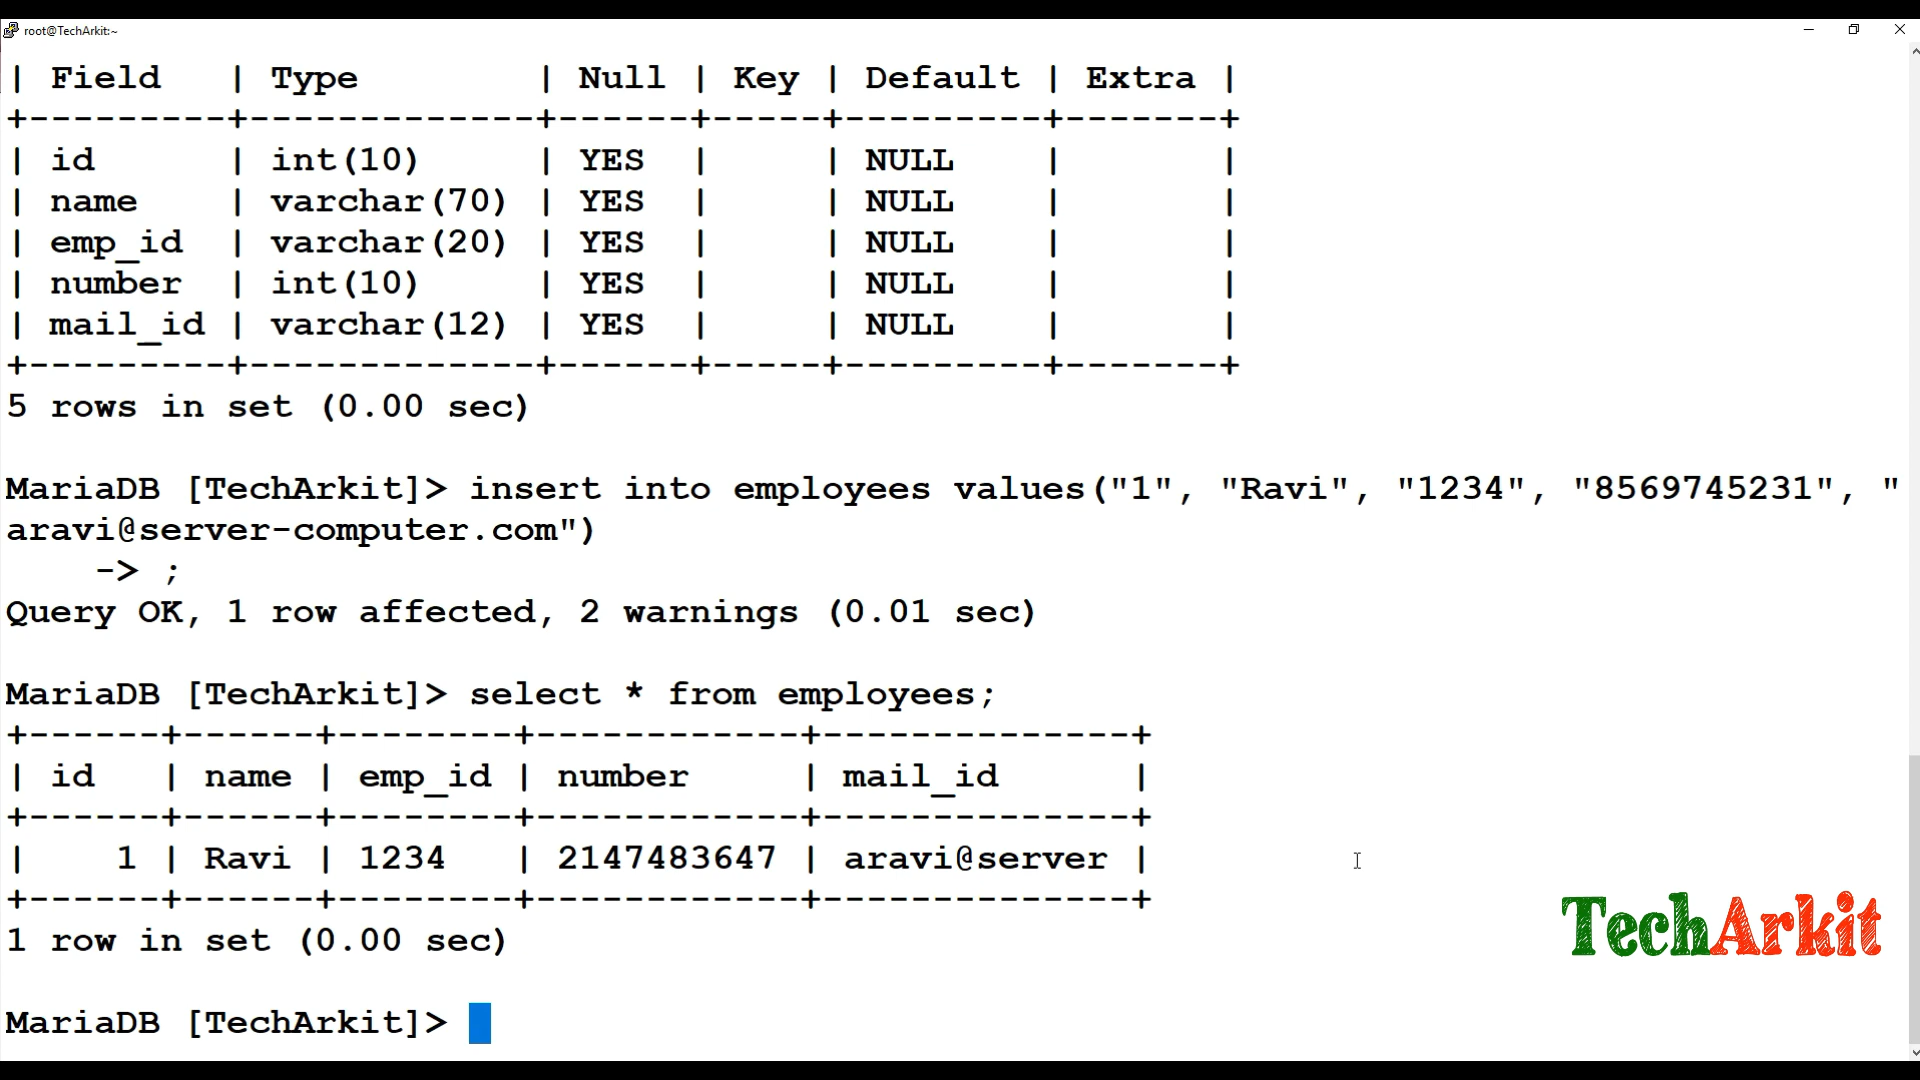 root@TechArkit:~
| Field   | Type        | Null | Key | Default | Extra |
+---------+-------------+------+-----+---------+-------+
| id      | int(10)     | YES  |     | NULL    |       |
| name    | varchar(70) | YES  |     | NULL    |       |
| emp_id  | varchar(20) | YES  |     | NULL    |       |
| number  | int(10)     | YES  |     | NULL    |       |
| mail_id | varchar(12) | YES  |     | NULL    |       |
+---------+-------------+------+-----+---------+-------+
5 rows in set (0.00 sec)
MariaDB [TechArkit]> insert into employees values("1", "Ravi", "1234", "8569745231", "
aravi@server-computer.com")
    -> ;
Query OK, 1 row affected, 2 warnings (0.01 sec)
MariaDB [TechArkit]> select * from employees;
+------+------+--------+------------+--------------+
| id   | name | emp_id | number     | mail_id      |
+------+------+--------+------------+--------------+
|    1 | Ravi | 1234   | 2147483647 | aravi@server |
+------+------+--------+------------+--------------+
1 row in set (0.00 sec)
TechArkit
MariaDB [TechArkit]>